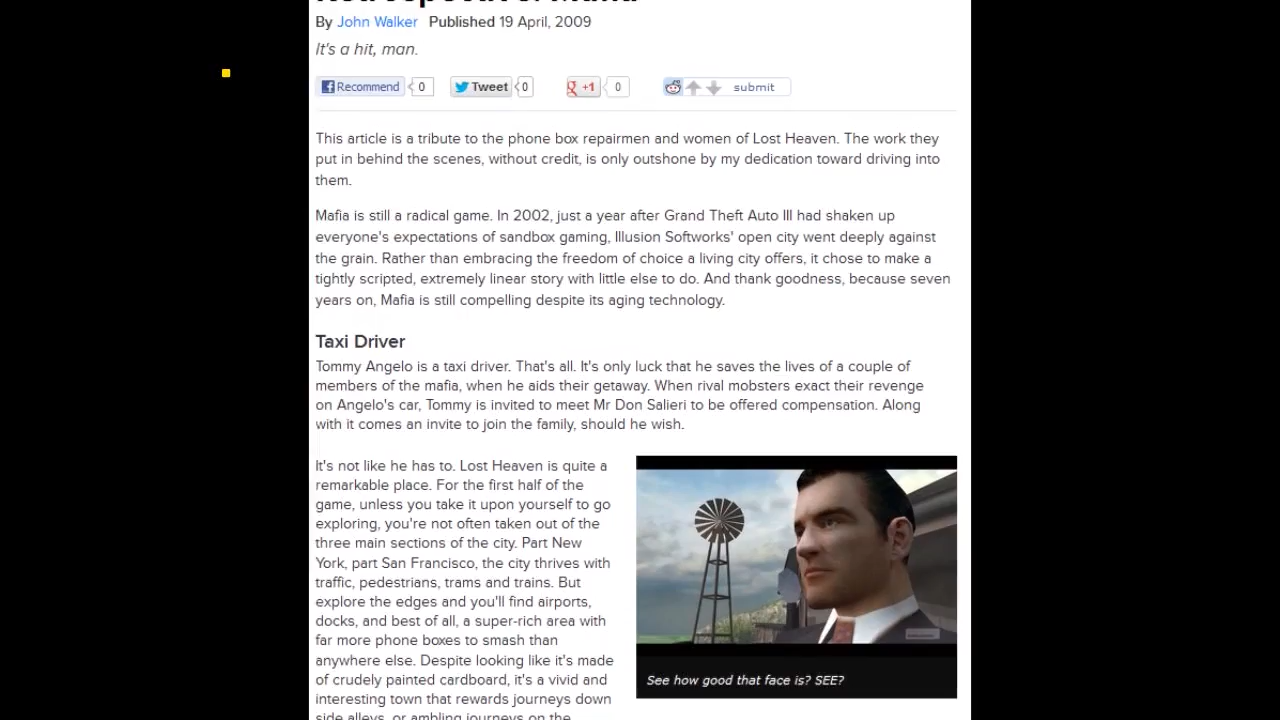 By John Walker Published 19 April, 2009
It's a hit, man.
Recommend 0 Tweet 0 +1 0 submit
This article is a tribute to the phone box repairmen and women of Lost Heaven. The work they
put in behind the scenes, without credit, is only outshone by my dedication toward driving into
them.
Mafia is still a radical game. In 2002, just a year after Grand Theft Auto III had shaken up
everyone's expectations of sandbox gaming, Illusion Softworks' open city went deeply against
the grain. Rather than embracing the freedom of choice a living city offers, it chose to make a
tightly scripted, extremely linear story with little else to do. And thank goodness, because seven
years on, Mafia is still compelling despite its aging technology.
Taxi Driver
Tommy Angelo is a taxi driver. That's all. It's only luck that he saves the lives of a couple of
members of the mafia, when he aids their getaway. When rival mobsters exact their revenge
on Angelo's car, Tommy is invited to meet Mr Don Salieri to be offered compensation. Along
with it comes an invite to join the family, should he wish.
It's not like he has to. Lost Heaven is quite a
remarkable place. For the first half of the
game, unless you take it upon yourself to go
exploring, you're not often taken out of the
three main sections of the city. Part New
York, part San Francisco, the city thrives with
traffic, pedestrians, trams and trains. But
explore the edges and you'll find airports,
docks, and best of all, a super-rich area with
far more phone boxes to smash than
anywhere else. Despite looking like it's made
of crudely painted cardboard, it's a vivid and
interesting town that rewards journeys down
side alleys, or ambling journeys on the
See how good that face is? SEE?